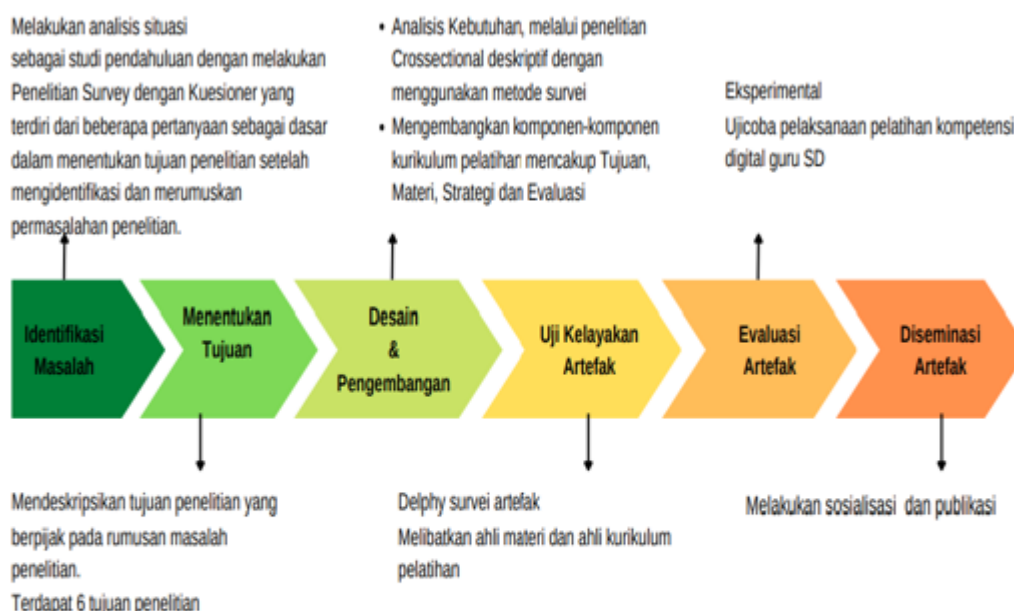 Melakukan analisis situasi
sebagai studi pendahuluan dengan melakukan
Penelitian Survey dengan Kuesioner yang
terdiri dari beberapa pertanyaan sebagai dasar
dalam menentukan tujuan penelitian setelah
mengidentifikasi dan merumuskan
permasalahan penelitian.
• Analisis Kebutuhan, melalui penelitian
Crossectional deskriptif dengan
menggunakan metode survei
• Mengembangkan komponen-komponen
kurikulum pelatihan mencakup Tujuan,
Materi, Strategi dan Evaluasi
Eksperimental
Ujicoba pelaksanaan pelatihan kompetensi
digital guru SD
Identifikasi
Masalah
Menentukan
Tujuan
Desain
&
Pengembangan
Uji Kelayakan
Artefak
Evaluasi
Artefak
Diseminasi
Artefak
Mendeskripsikan tujuan penelitian yang
berpijak pada rumusan masalah
penelitian.
Terdapat 6 tujuan penelitian
Delphy survei artefak
Melibatkan ahli materi dan ahli kurikulum
pelatihan
Melakukan sosialisasi dan publikasi